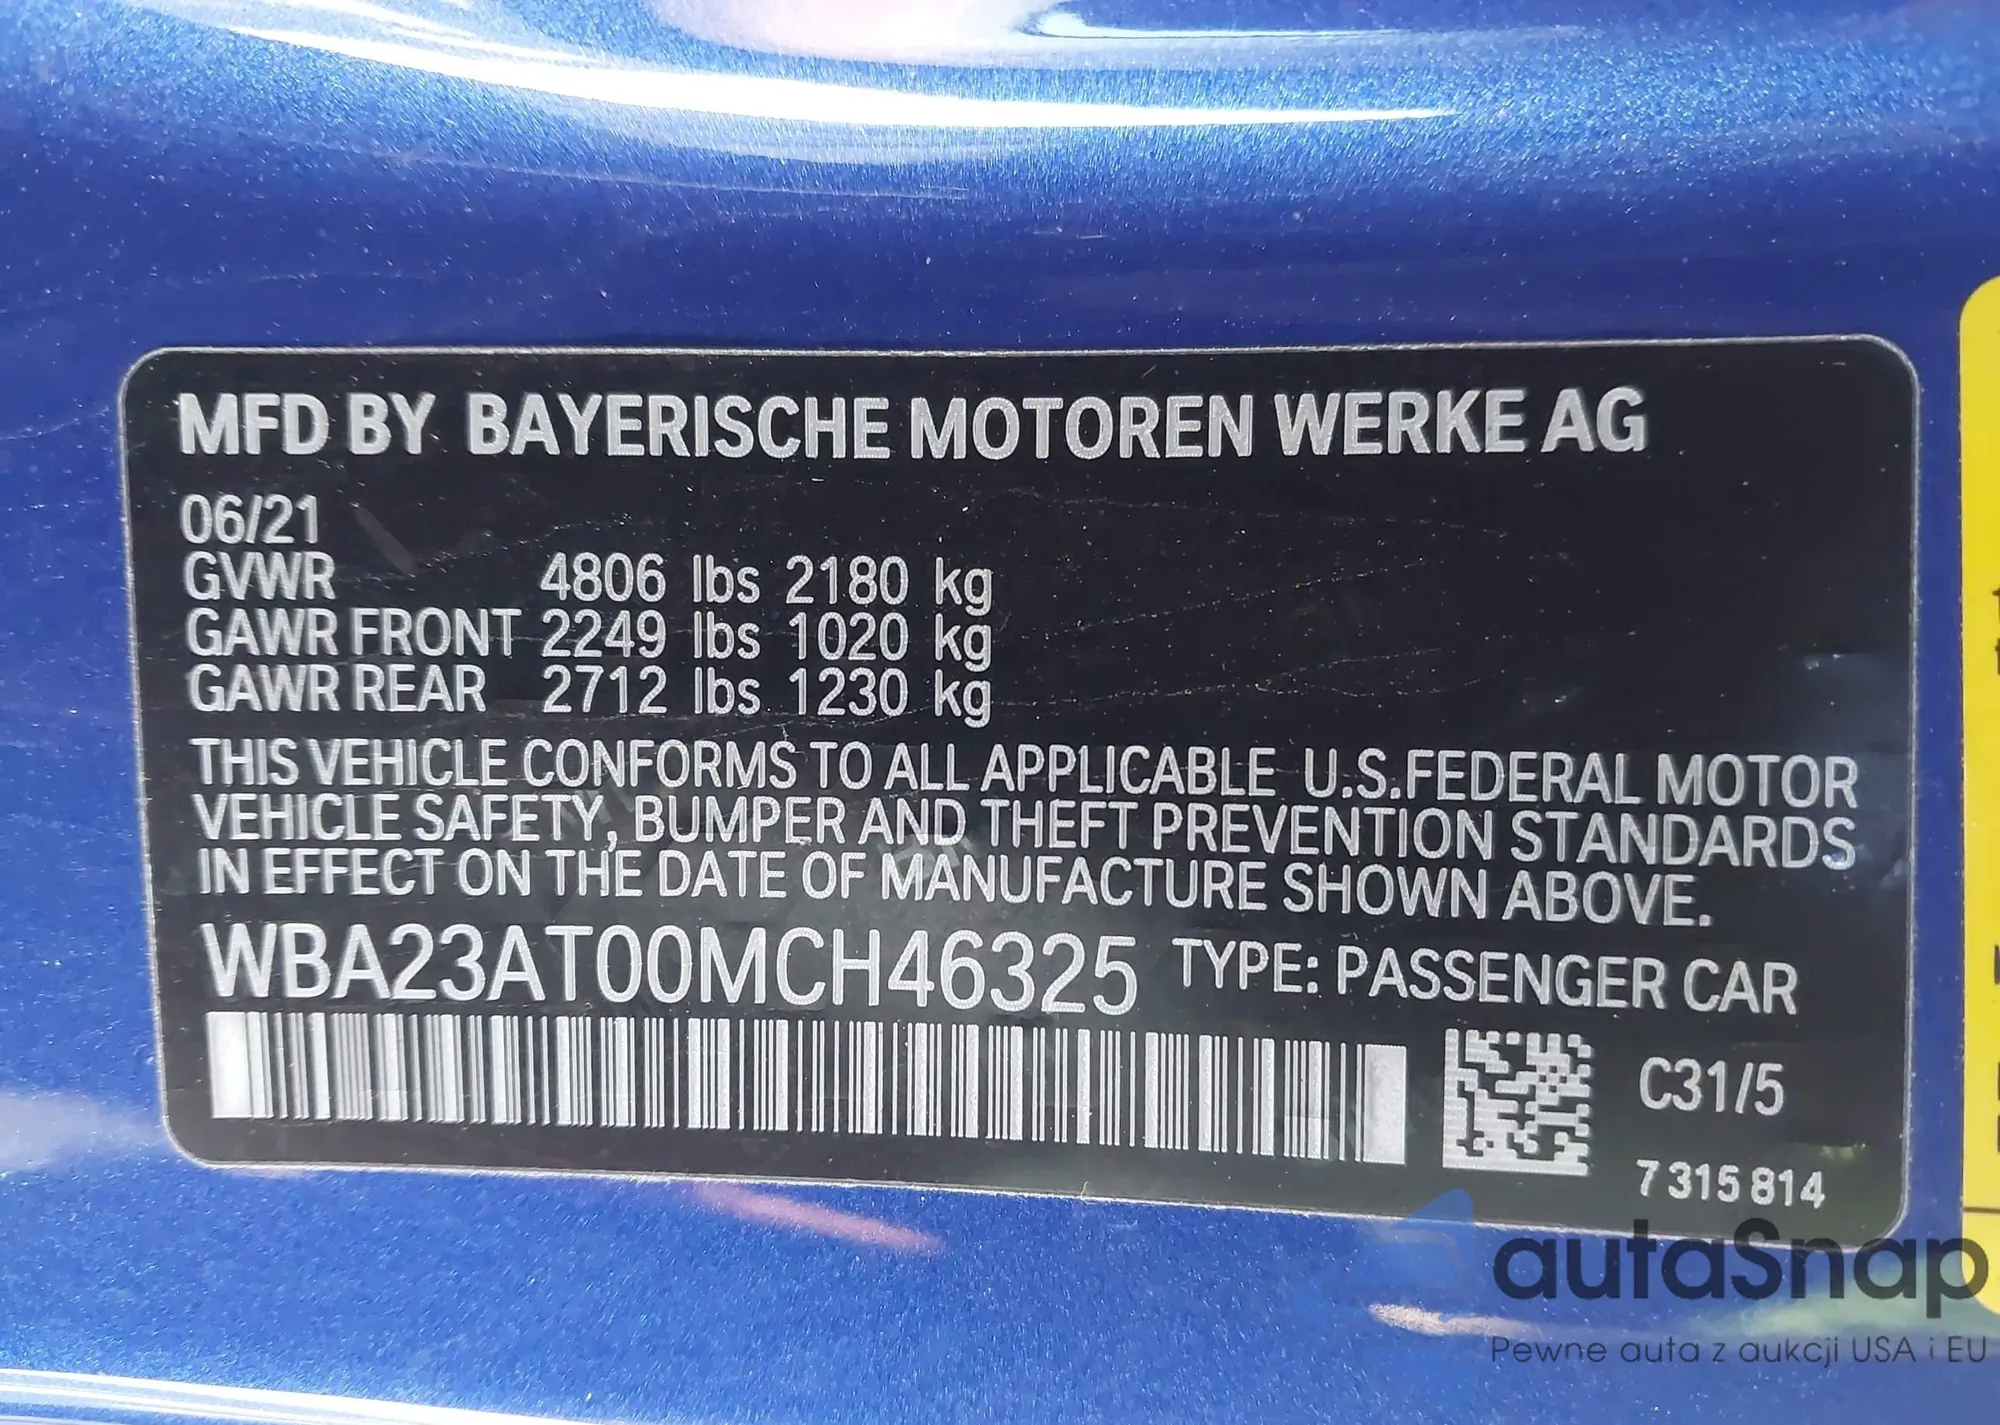 MFD BY BAYERISCHE MOTOREN WERKE AG
06/21
GVWR 4806 lbs 2180 kg
GAWR FRONT 2249 lbs 1020 kg
GAWR REAR 2712 lbs 1230 kg
THIS VEHICLE CONFORMS TO ALL APPLICABLE U.S.FEDERAL MOTOR
VEHICLE SAFETY, BUMPER AND THEFT PREVENTION STANDARDS
IN EFFECT ON THE DATE OF MANUFACTURE SHOWN ABOVE.
WBA23AT00MCH46325 TYPE: PASSENGER CAR
C31/5
7 315 814
autaSnap
Pewne auta z aukcji USA i EU